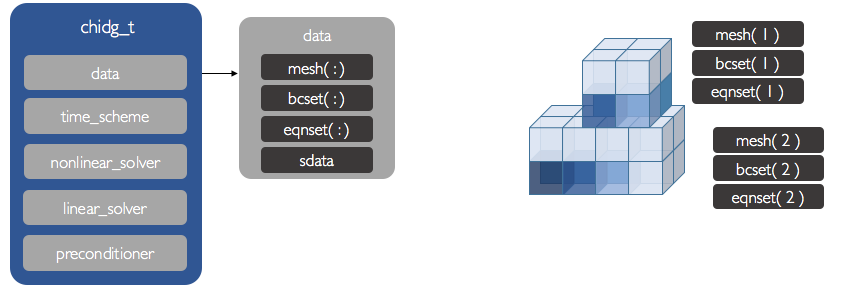 chidg_t
data
time_scheme
nonlinear_solver
linear_solver
preconditioner
data
mesh( : )
bcset( : )
eqnset( : )
sdata
mesh( 1 )
bcset( 1 )
eqnset( 1 )
mesh( 2 )
bcset( 2 )
eqnset( 2 )